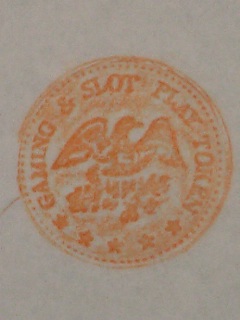 GAMING & SLOT PLAY TOKEN